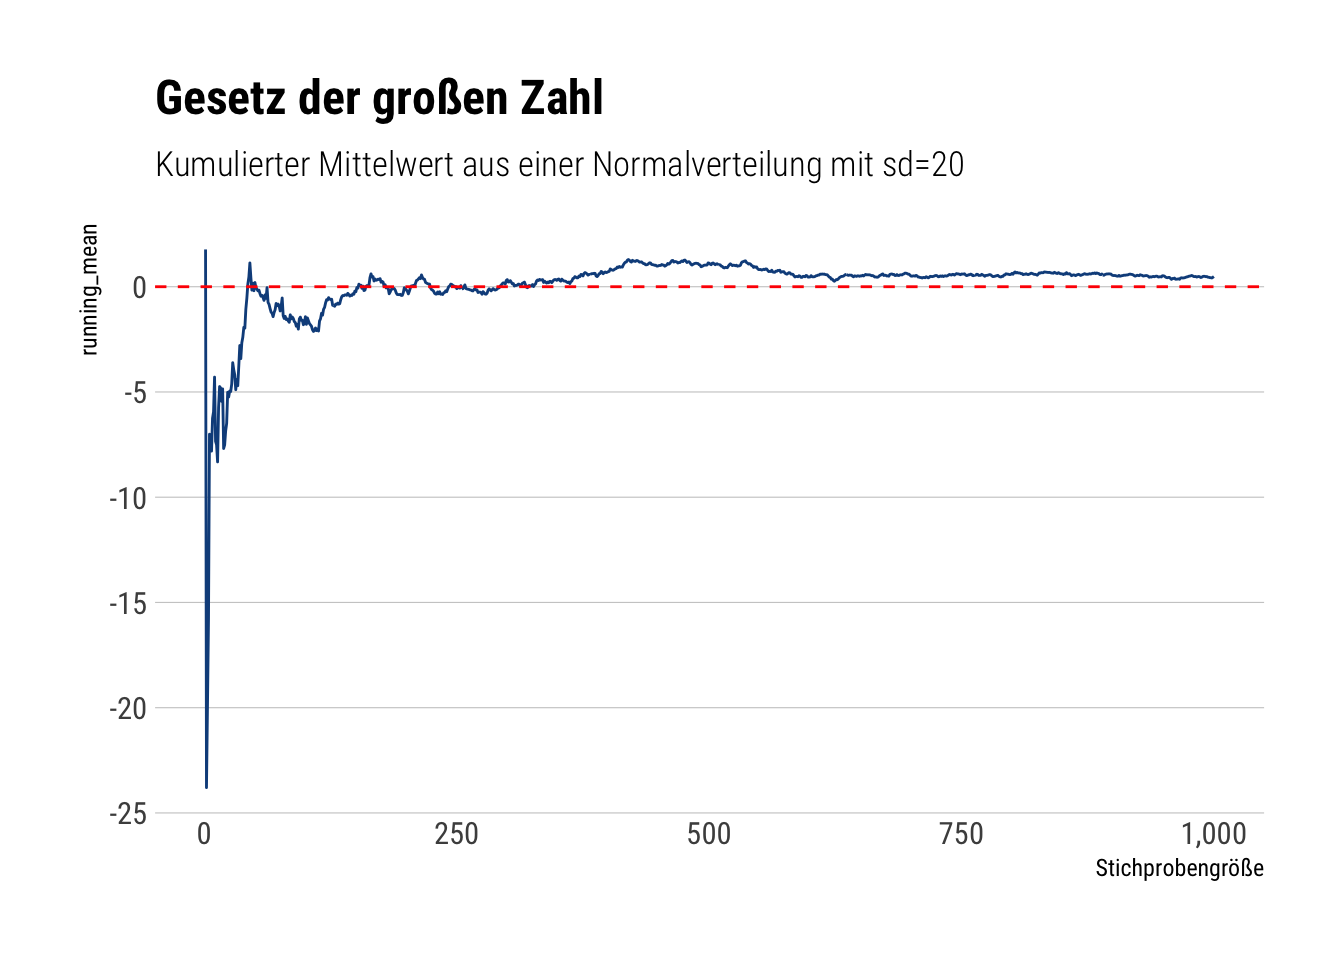 Gesetz der großen Zahl
Kumulierter Mittelwert aus einer Normalverteilung mit sd=20
running_mean
0
-5
-10
-15
-20
-25
0 250 500 750 1,000
Stichprobengröße